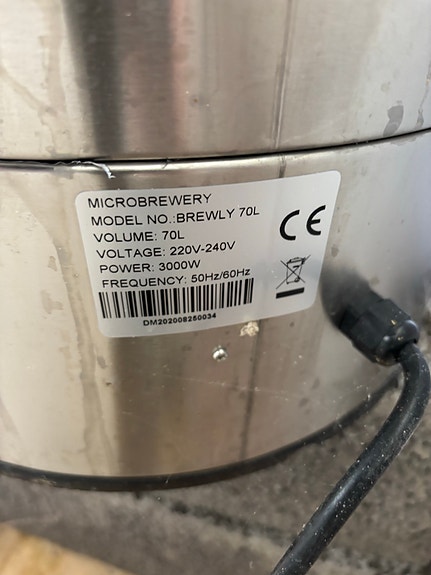 MICROBREWERY
MODEL NO.:BREWLY 70L
VOLUME: 70L
VOLTAGE: 220V-240V
POWER: 3000W
FREQUENCY: 50Hz/60Hz
DM202008250034
CE